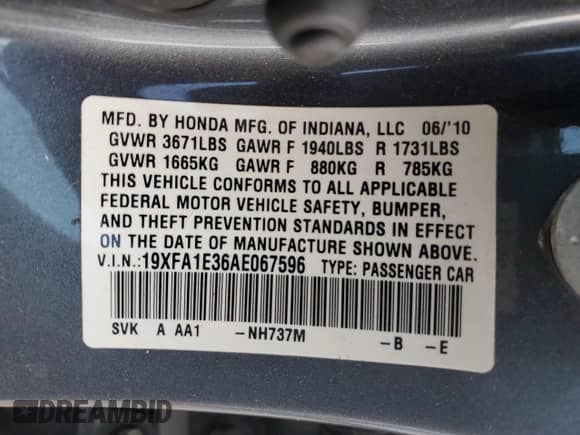 MFD. BY HONDA MFG. OF INDIANA, LLC 06/'10
GVWR 3671LBS GAWR F 1940LBS R 1731LBS
GVWR 1665KG GAWR F 880KG R 785KG
THIS VEHICLE CONFORMS TO ALL APPLICABLE
FEDERAL MOTOR VEHICLE SAFETY, BUMPER,
AND THEFT PREVENTION STANDARDS IN EFFECT
ON THE DATE OF MANUFACTURE SHOWN ABOVE.
V.I.N.:19XFA1E36AE067596 TYPE: PASSENGER CAR
SVK A AA1 -NH737M -B -E
DREAMBID